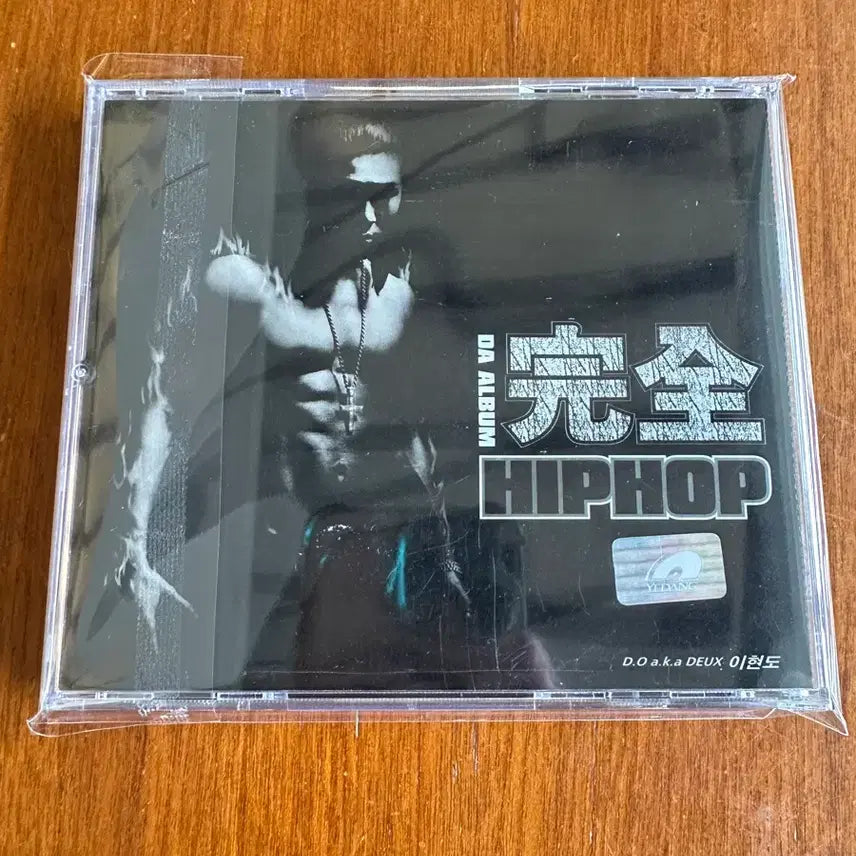 DA ALBUM
完全
HIPHOP
YEDANG
D.O a.k.a DEUX 이현도